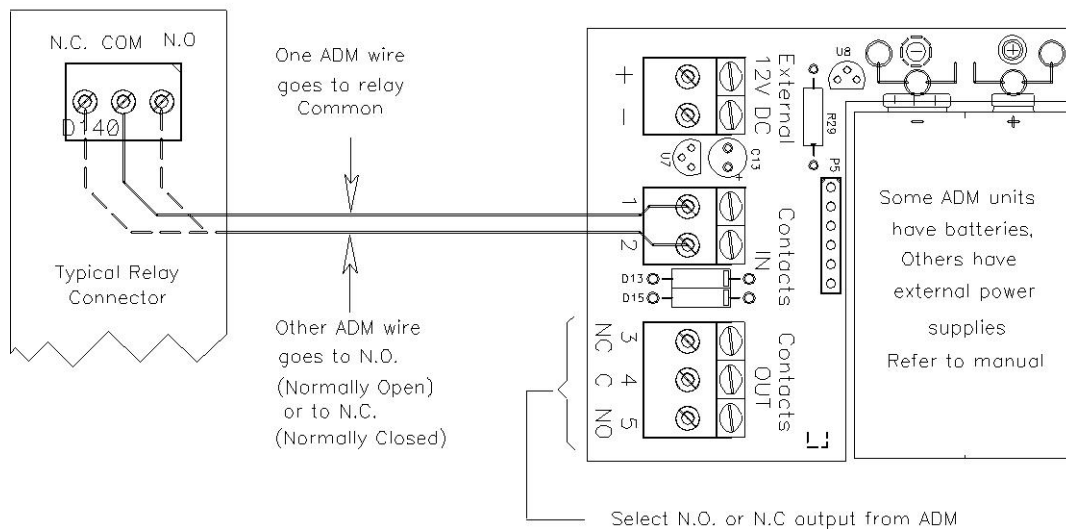 N.C. COM N.O
D140
One ADM wire
goes to relay
Common
Typical Relay
Connector
Other ADM wire
goes to N.O.
(Normally Open)
or to N.C.
(Normally Closed)
External
12V DC
+
-
U7
C13
+
U8
R29
P5
1
2
Contacts
IN
D13
D15
3
4
5
NC
C
NO
Contacts
OUT
- +
- +
Some ADM units
have batteries,
Others have
external power
supplies
Refer to manual
Select N.O. or N.C output from ADM